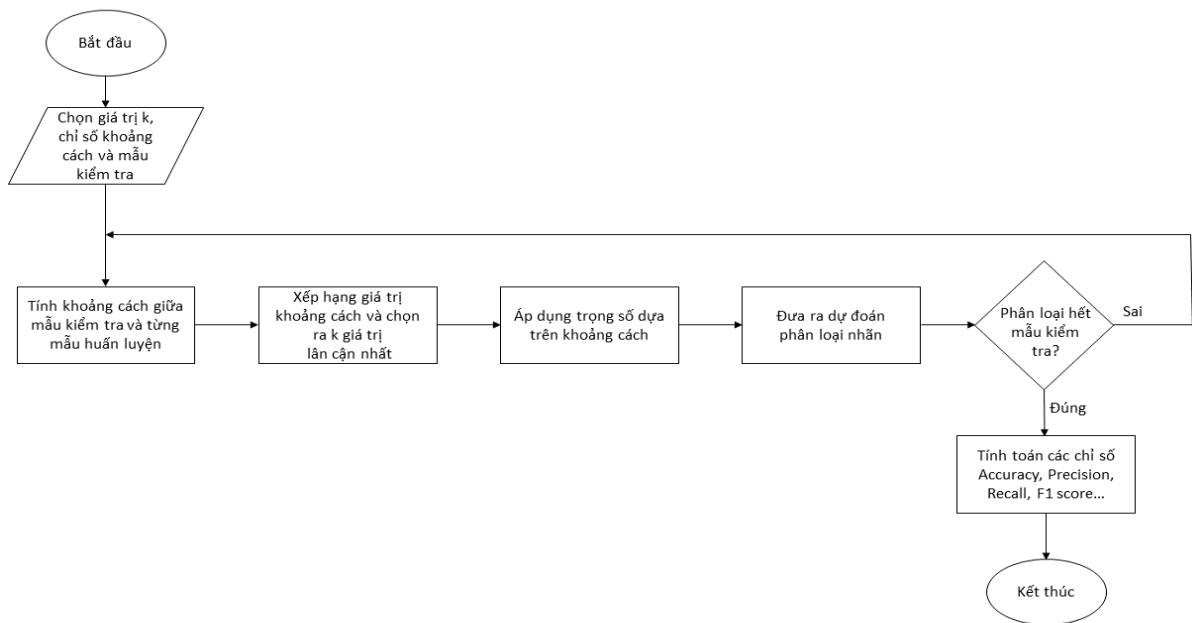 Bắt đầu
Chọn giá trị k,
chỉ số khoảng
cách và mẫu
kiểm tra
Tính khoảng cách giữa
mẫu kiểm tra và từng
mẫu huấn luyện
Xếp hạng giá trị
khoảng cách và chọn
ra k giá trị
lân cận nhất
Áp dụng trọng số dựa
trên khoảng cách
Đưa ra dự đoán
phân loại nhãn
Phân loại hết
mẫu kiểm
tra?
Sai
Đúng
Tính toán các chỉ số
Accuracy, Precision,
Recall, F1 score...
Kết thúc